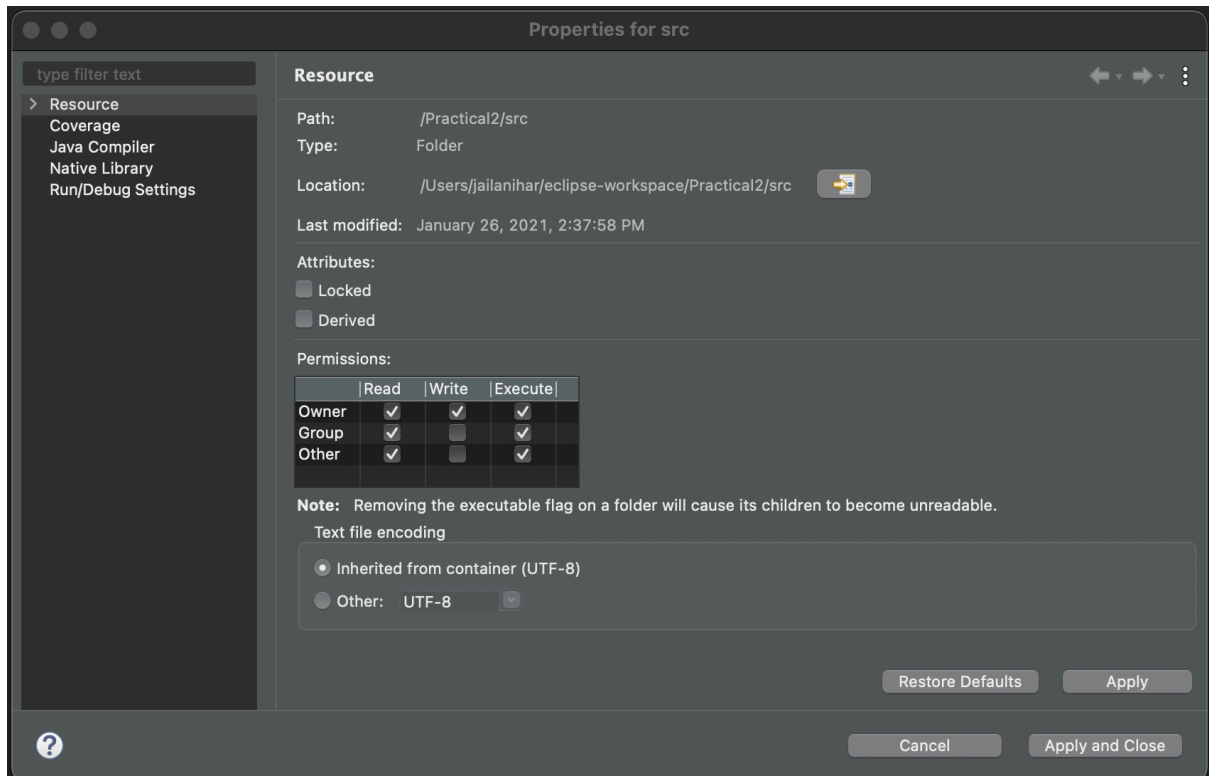 Properties for src
type filter text
Resource
Coverage
Java Compiler
Native Library
Run/Debug Settings
Resource
Path: /Practical2/src
Type: Folder
Location: /Users/jailanihar/eclipse-workspace/Practical2/src
Last modified: January 26, 2021, 2:37:58 PM
Attributes:
Locked
Derived
Permissions:
Read Write Execute
Owner
Group
Other
Note: Removing the executable flag on a folder will cause its children to become unreadable.
Text file encoding
Inherited from container (UTF-8)
Other: UTF-8
Restore Defaults Apply
? Cancel Apply and Close